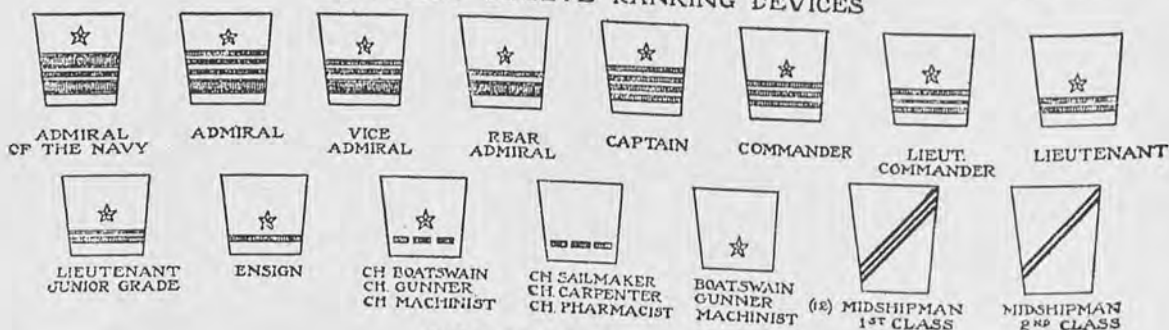 RANKING DEVICES
ADMIRAL
OF THE NAVY
ADMIRAL
VICE
ADMIRAL
REAR
ADMIRAL
CAPTAIN
COMMANDER
LIEUT.
COMMANDER
LIEUTENANT
LIEUTENANT
JUNIOR GRADE
ENSIGN
CH BOATSWAIN
CH. GUNNER
CH MACHINIST
CH SAILMAKER
CH. CARPENTER
CH. PHARMACIST
BOATSWAIN
GUNNER
MACHINIST
(12) MIDSHIPMAN
1ST CLASS
MIDSHIPMAN
2ND CLASS